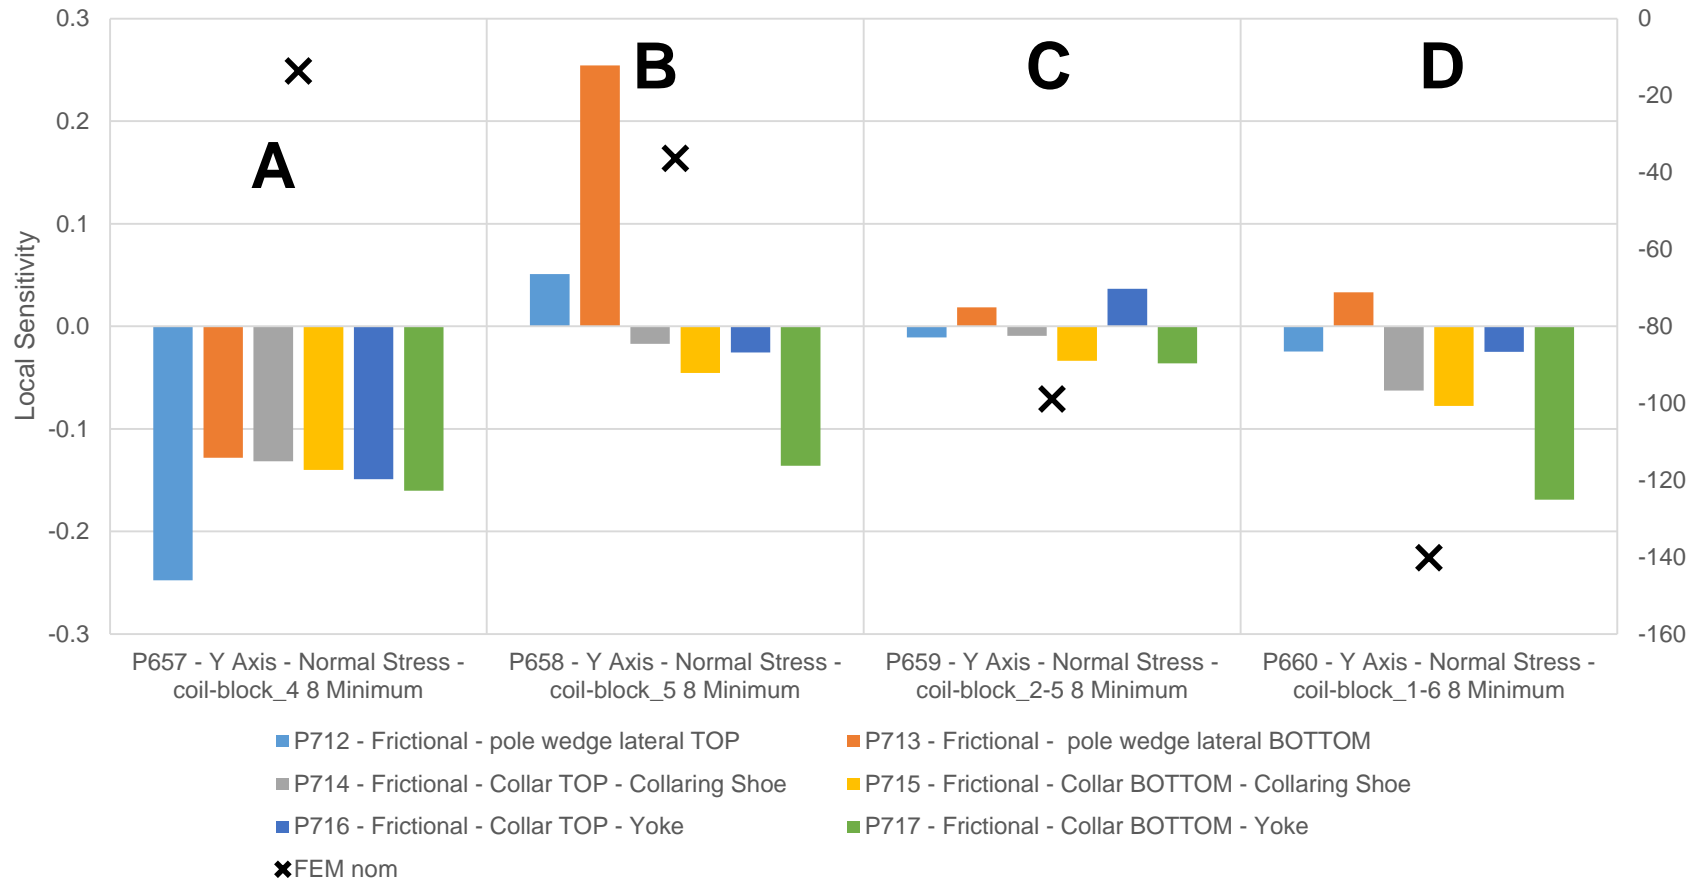 0.3
0.2
0.1
0.0
-0.1
-0.2
-0.3
Local Sensitivity
A
B
C
D
0
-20
-40
-60
-80
-100
-120
-140
-160
P657 - Y Axis - Normal Stress -
coil-block_4 8 Minimum
P658 - Y Axis - Normal Stress -
coil-block_5 8 Minimum
P659 - Y Axis - Normal Stress -
coil-block_2-5 8 Minimum
P660 - Y Axis - Normal Stress -
coil-block_1-6 8 Minimum
P712 - Frictional - pole wedge lateral TOP
P713 - Frictional -  pole wedge lateral BOTTOM
P714 - Frictional - Collar TOP - Collaring Shoe
P715 - Frictional - Collar BOTTOM - Collaring Shoe
P716 - Frictional - Collar TOP - Yoke
P717 - Frictional - Collar BOTTOM - Yoke
FEM nom